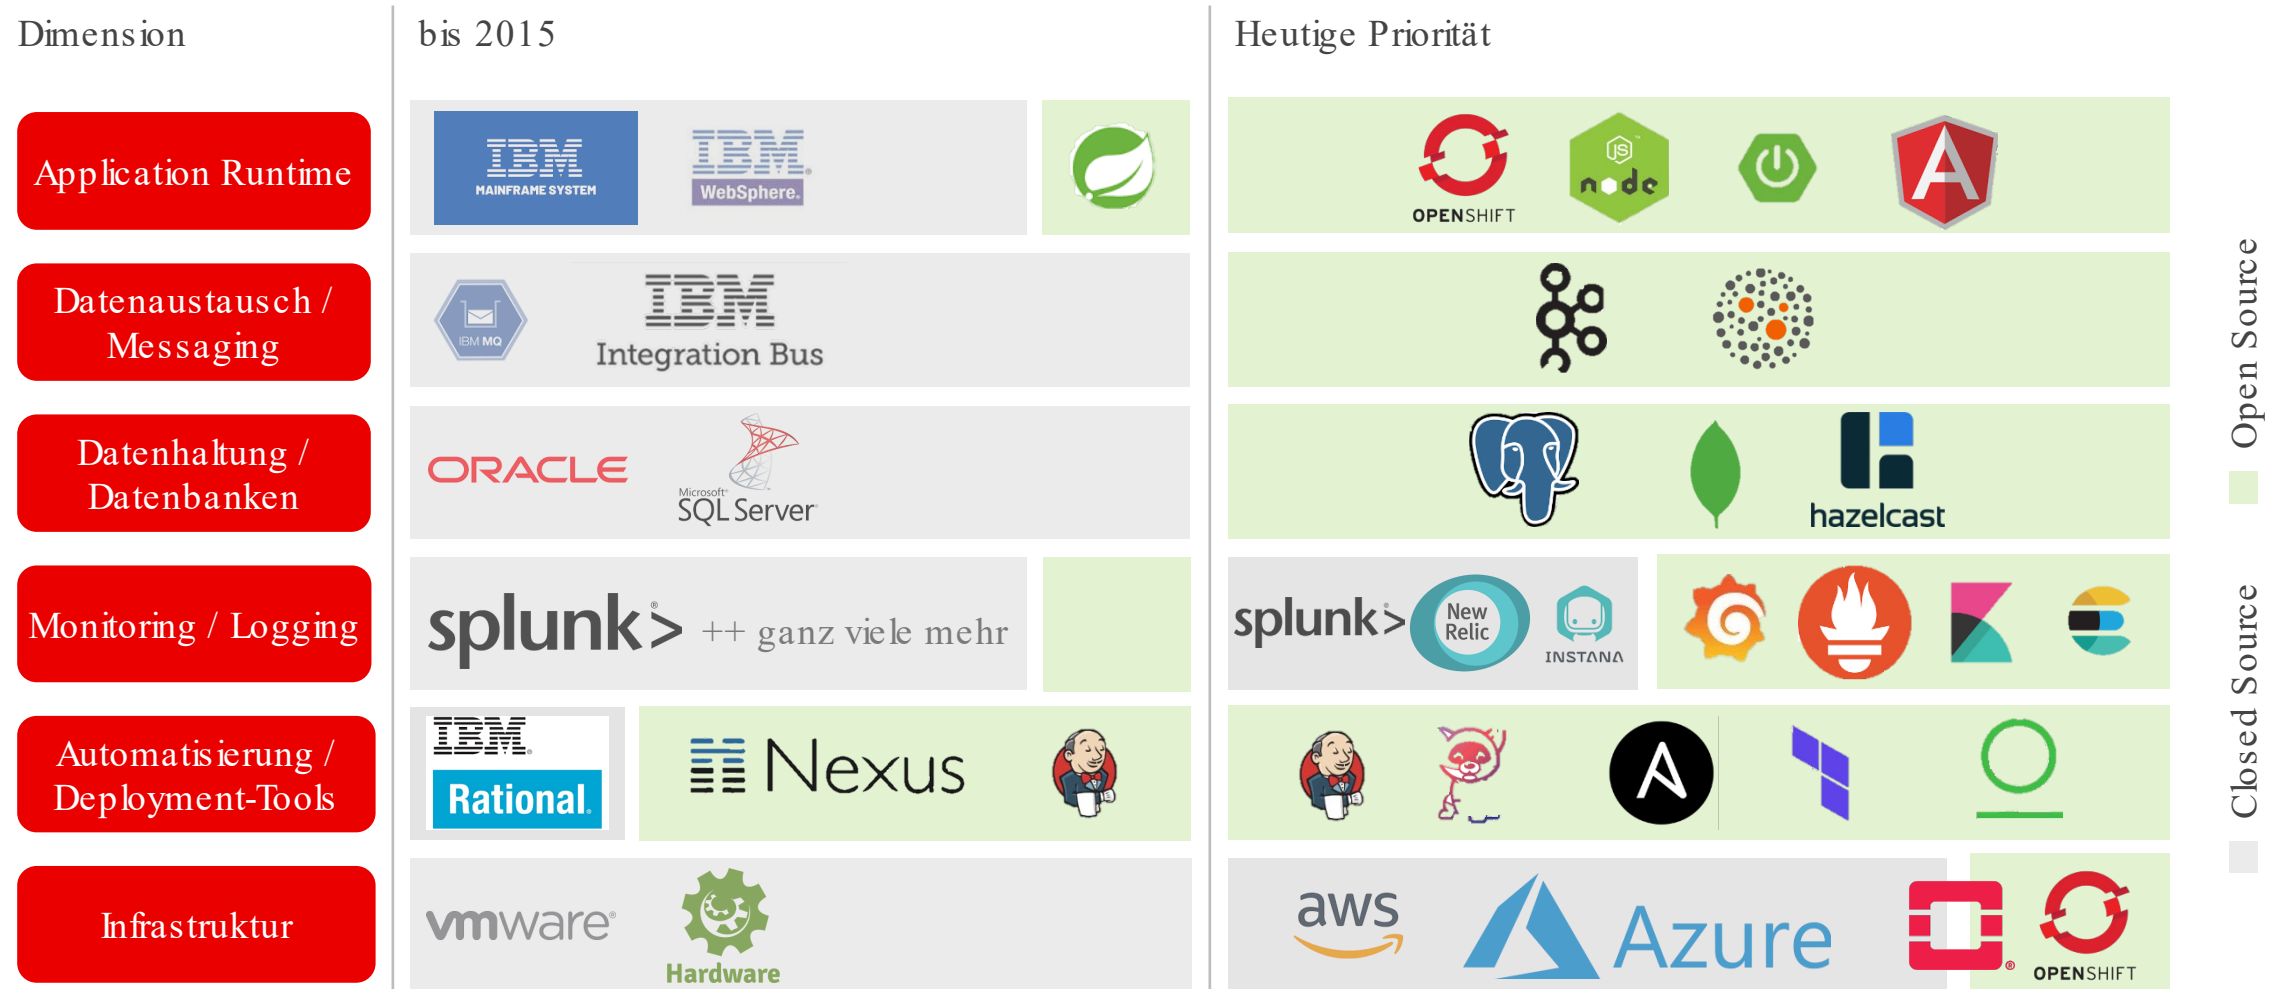 Dimension
bis 2015
Heutige Priorität
Application Runtime
IBM
MAINFRAME SYSTEM
IBM®
WebSphere®
OPENSHIFT
JS
node
Datenaustausch /
Messaging
IBM MQ
IBM
Integration Bus
Datenhaltung /
Datenbanken
ORACLE
Microsoft®
SQL Server
hazelcast
Monitoring / Logging
splunk>® ++ ganz viele mehr
splunk>®
New
Relic
INSTANA
Automatisierung /
Deployment-Tools
IBM®
Rational®
Nexus
Infrastruktur
vmware®
Hardware
aws
Azure
OPENSHIFT
Open Source
Closed Source